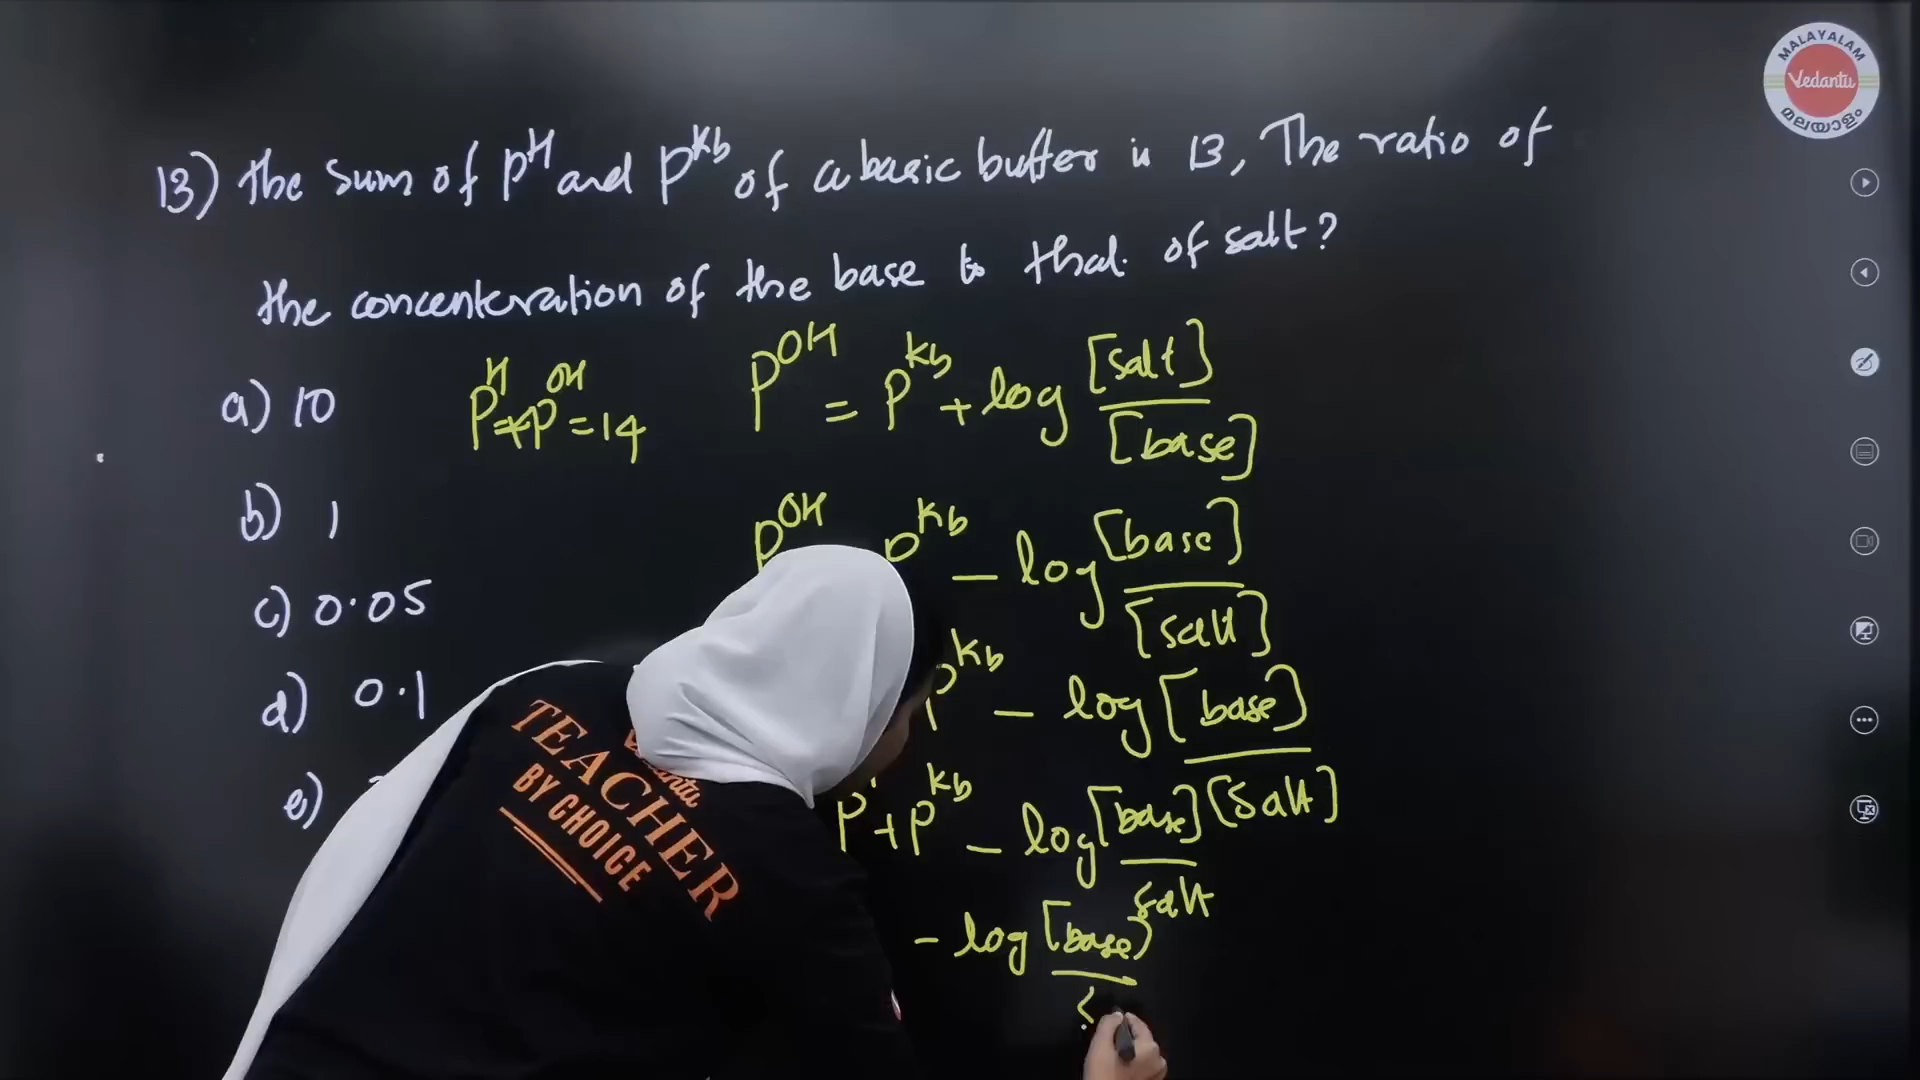 MALAYALAM
Vedantu
മലയാളം
13) The sum of pH and pKb of a basic buffer is 13, The ratio of
the concenteration of the base to that. of salt?
a) 10
b) 1
c) 0.05
d) 0.1
e)
pH + pOH = 14
pOH = pKb + log [salt]
[base]
pOH pKb - log [base]
[salt]
pKb - log [base]
[salt]
p + pKb - log [base]
salt
- log [base]
TEACHER
BY CHOICE